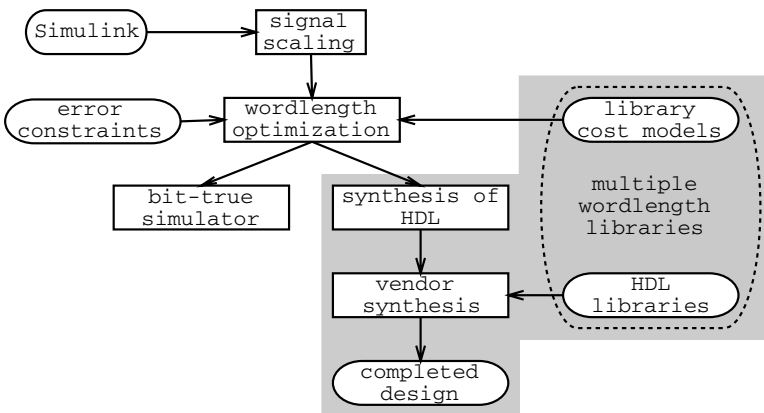 Simulink
signal
scaling
error
constraints
wordlength
optimization
library
cost models
bit-true
simulator
synthesis of
HDL
multiple
wordlength
libraries
vendor
synthesis
HDL
libraries
completed
design